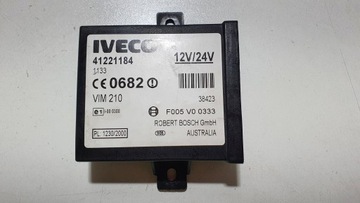 IVECO
41221184 12V/24V
1133
CE 0682
VIM 210 38423
F005 V0 0333
ROBERT BOSCH GmbH
AUSTRALIA
PL: 1230/2000